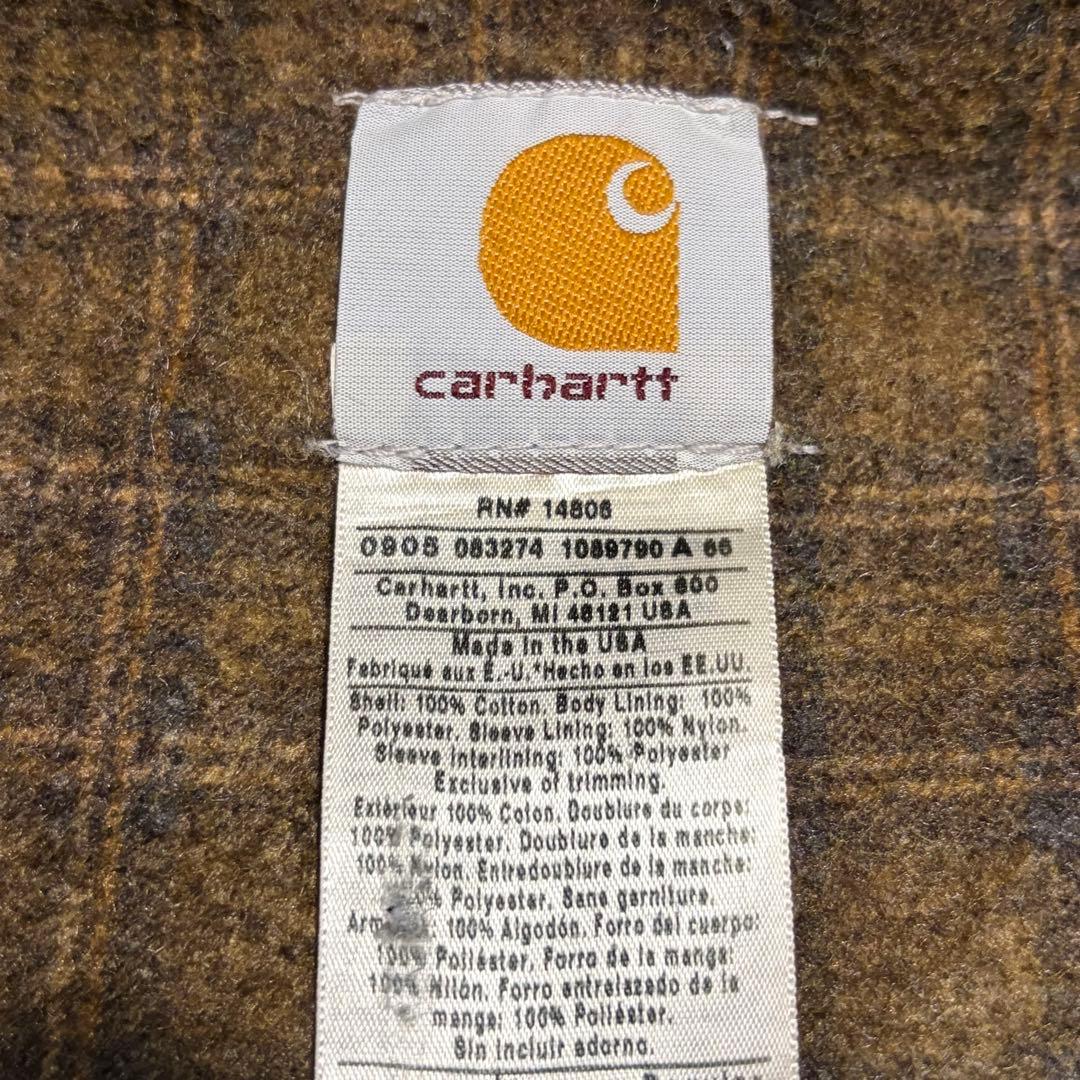 carhartt
RN# 14806
0905 083274 1089790 A 66
Carhartt, Inc. P.O. Box 600
Dearborn, MI 48121 USA
Made in the USA
Fabriqué aux É.-U.*Hecho en los EE.UU.
Shell: 100% Cotton. Body Lining: 100%
Polyester. Sleeve Lining: 100% Nylon.
Sleeve Interlining: 100% Polyester
Exclusive of trimming.
Extérieur 100% Coton. Doublure du corps:
100% Polyester. Doublure de la manche:
100% Entredoublure de la manche:
Polyester. Sans garniture.
100% Algodón. Forro del cuerpo:
100% Poliéster. Forro de la manga:
100% Nilón. Forro entrelazado de la
manga: 100% Poliéster.
Sin incluir adorno.